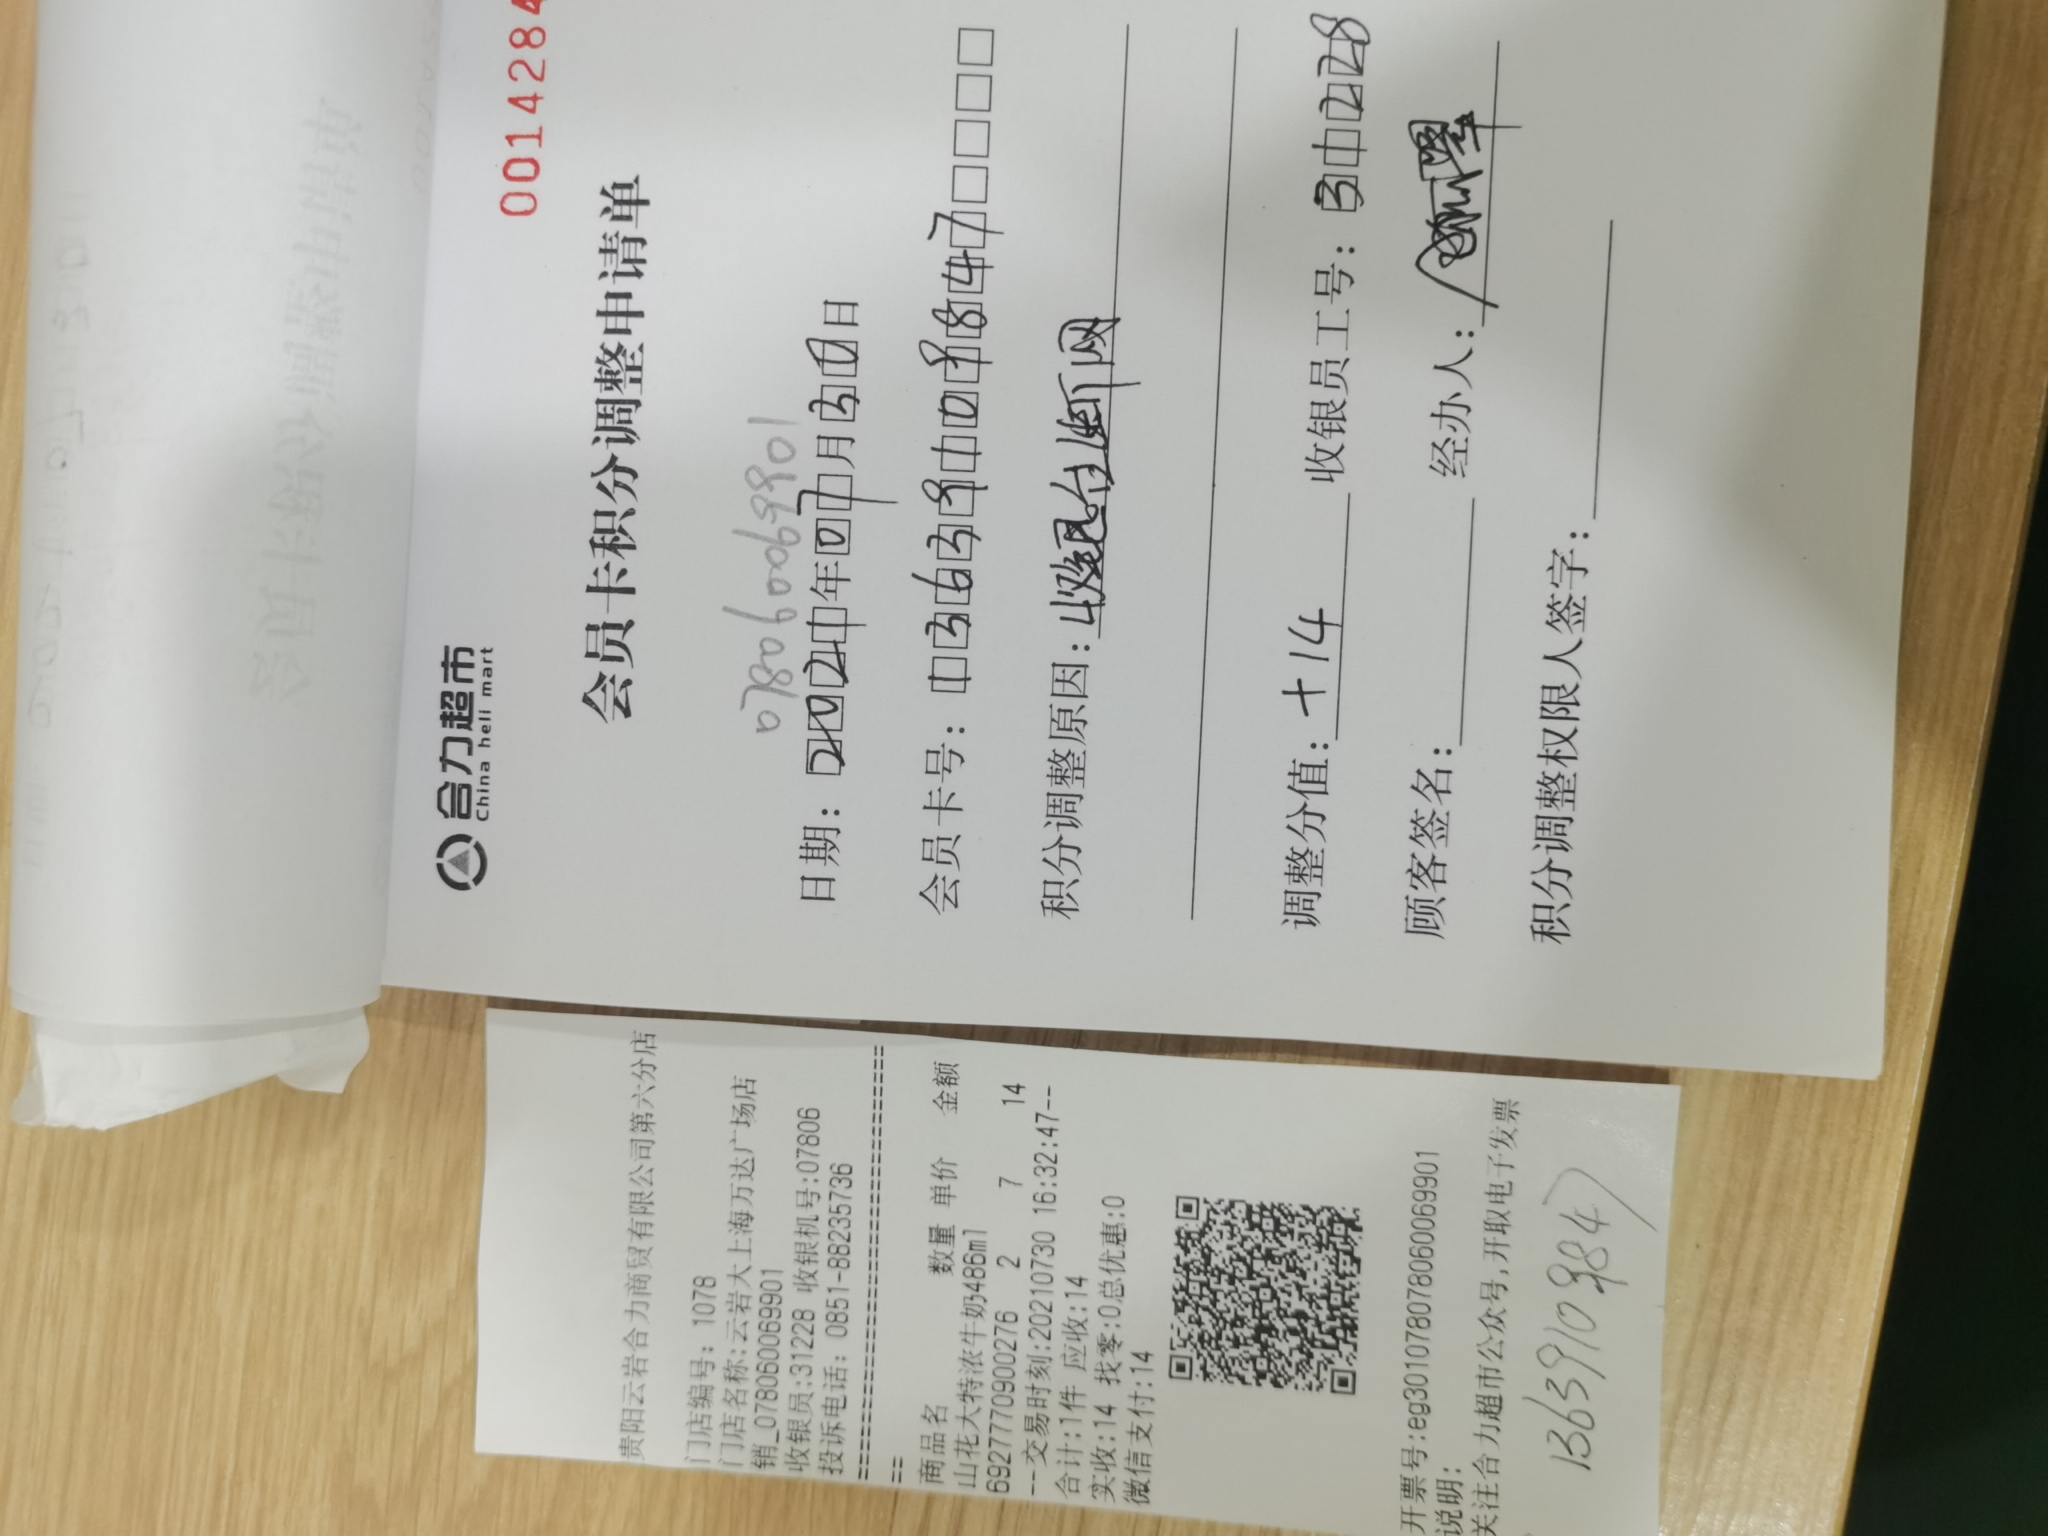 0014284
合力超市
China heli mart
会员卡积分调整申请单
078060069901
日期：2021年07月30日
会员卡号：13639109847
积分调整原因：收银台断网
调整分值：+14 收银员工号：31228
顾客签名： 经办人：
积分调整权限人签字：
贵阳云岩合力商贸有限公司第六分店
门店编号：1078
门店名称:云岩大上海万达广场店
销_078060069901
收银员:31228 收银机号:07806
投诉电话：0851-88235736
==
商品名 数量 单价 金额
山花大特浓牛奶486ml
6927770900276 2 7 14
--交易时刻:20210730 16:32:47--
合计:1件 应收:14
实收:14 找零:0总优惠:0
微信支付:14
开票号:eg30107807078060069901
说明:
关注合力超市公众号,开取电子发票
13639109847